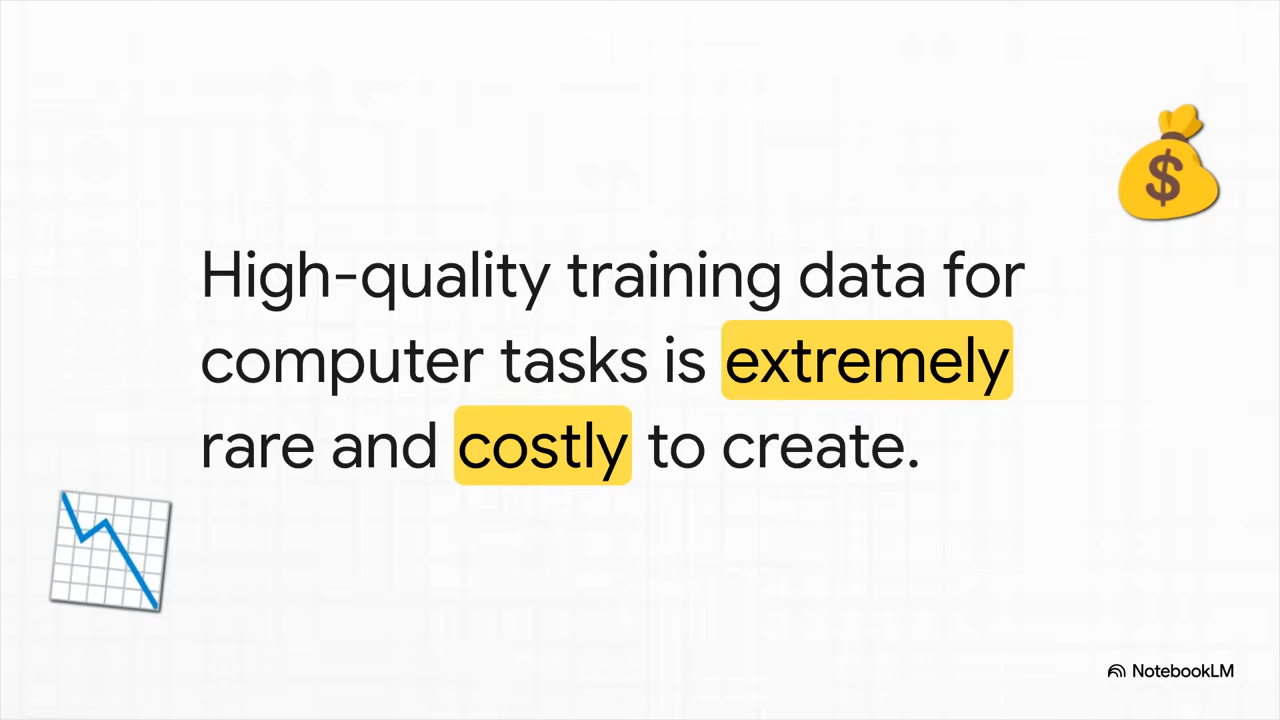 High-quality training data for
computer tasks is extremely
rare and costly to create.
$
NotebookLM